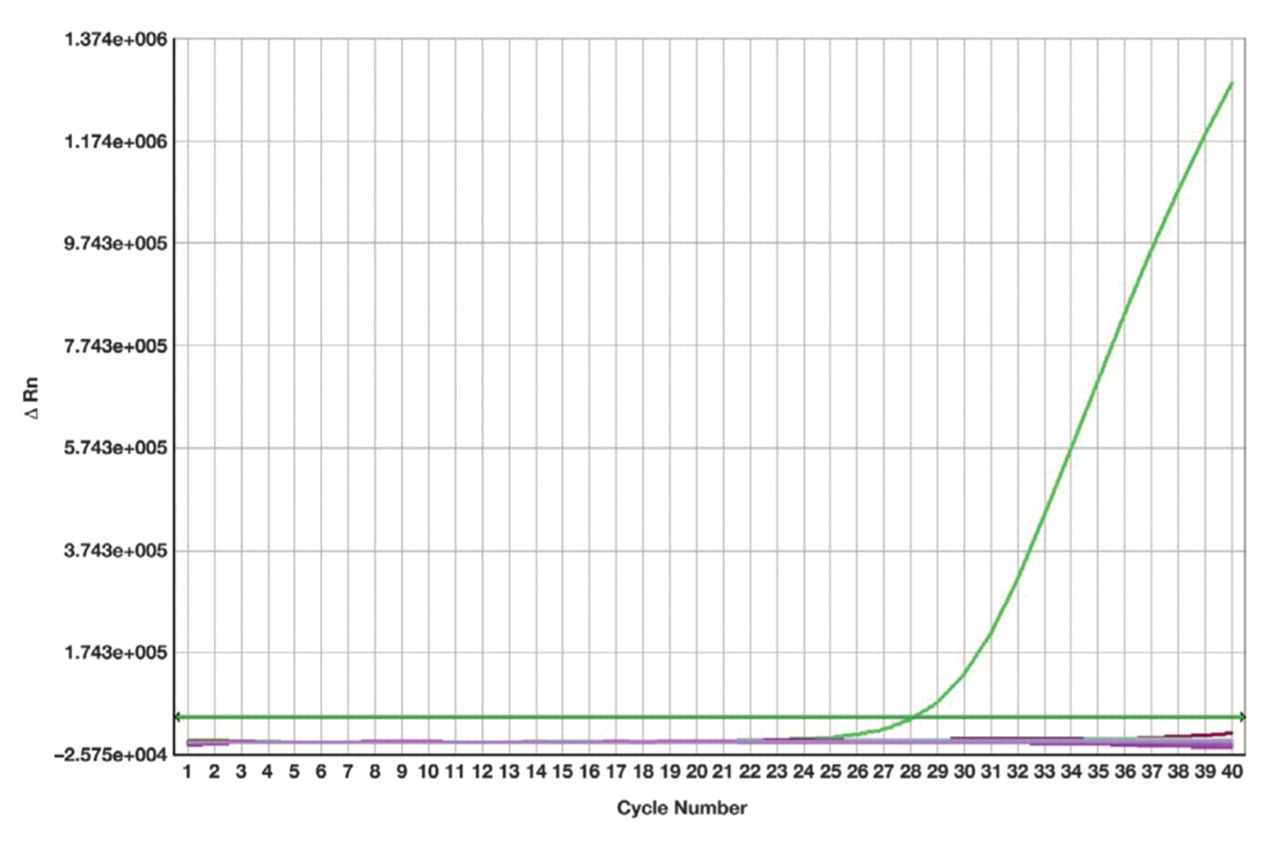 1.374e+006
1.174e+006
9.743e+005
7.743e+005
5.743e+005
3.743e+005
1.743e+005
−2.575e+004
Δ Rn
1 2 3 4 5 6 7 8 9 10 11 12 13 14 15 16 17 18 19 20 21 22 23 24 25 26 27 28 29 30 31 32 33 34 35 36 37 38 39 40
Cycle Number